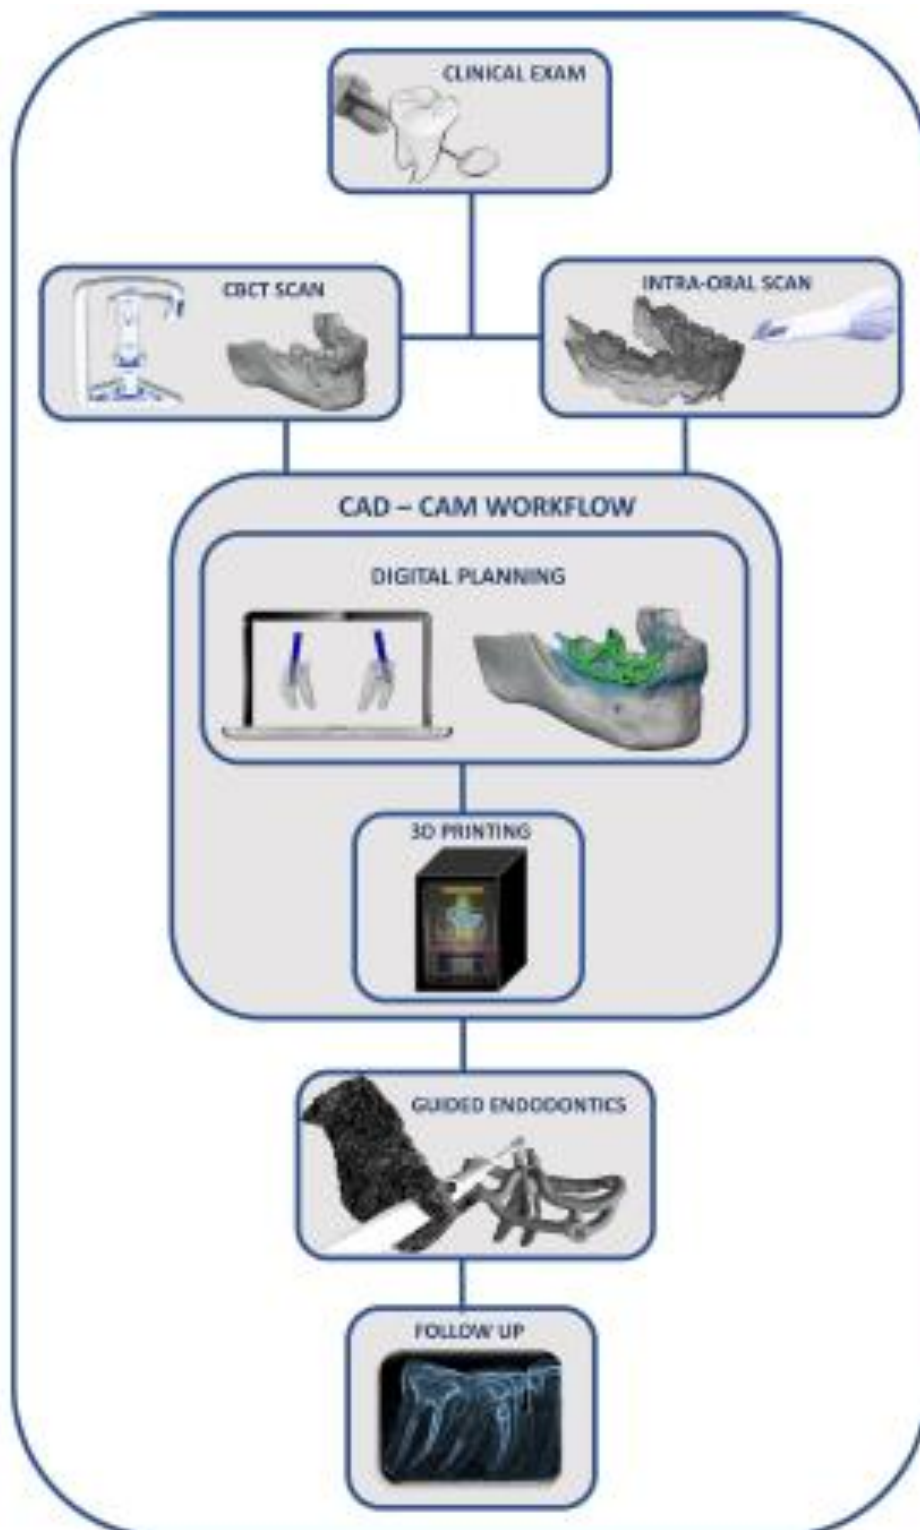 CLINICAL EXAM
CBCT SCAN
INTRA-ORAL SCAN
CAD – CAM WORKFLOW
DIGITAL PLANNING
3D PRINTING
GUIDED ENDODONTICS
FOLLOW UP